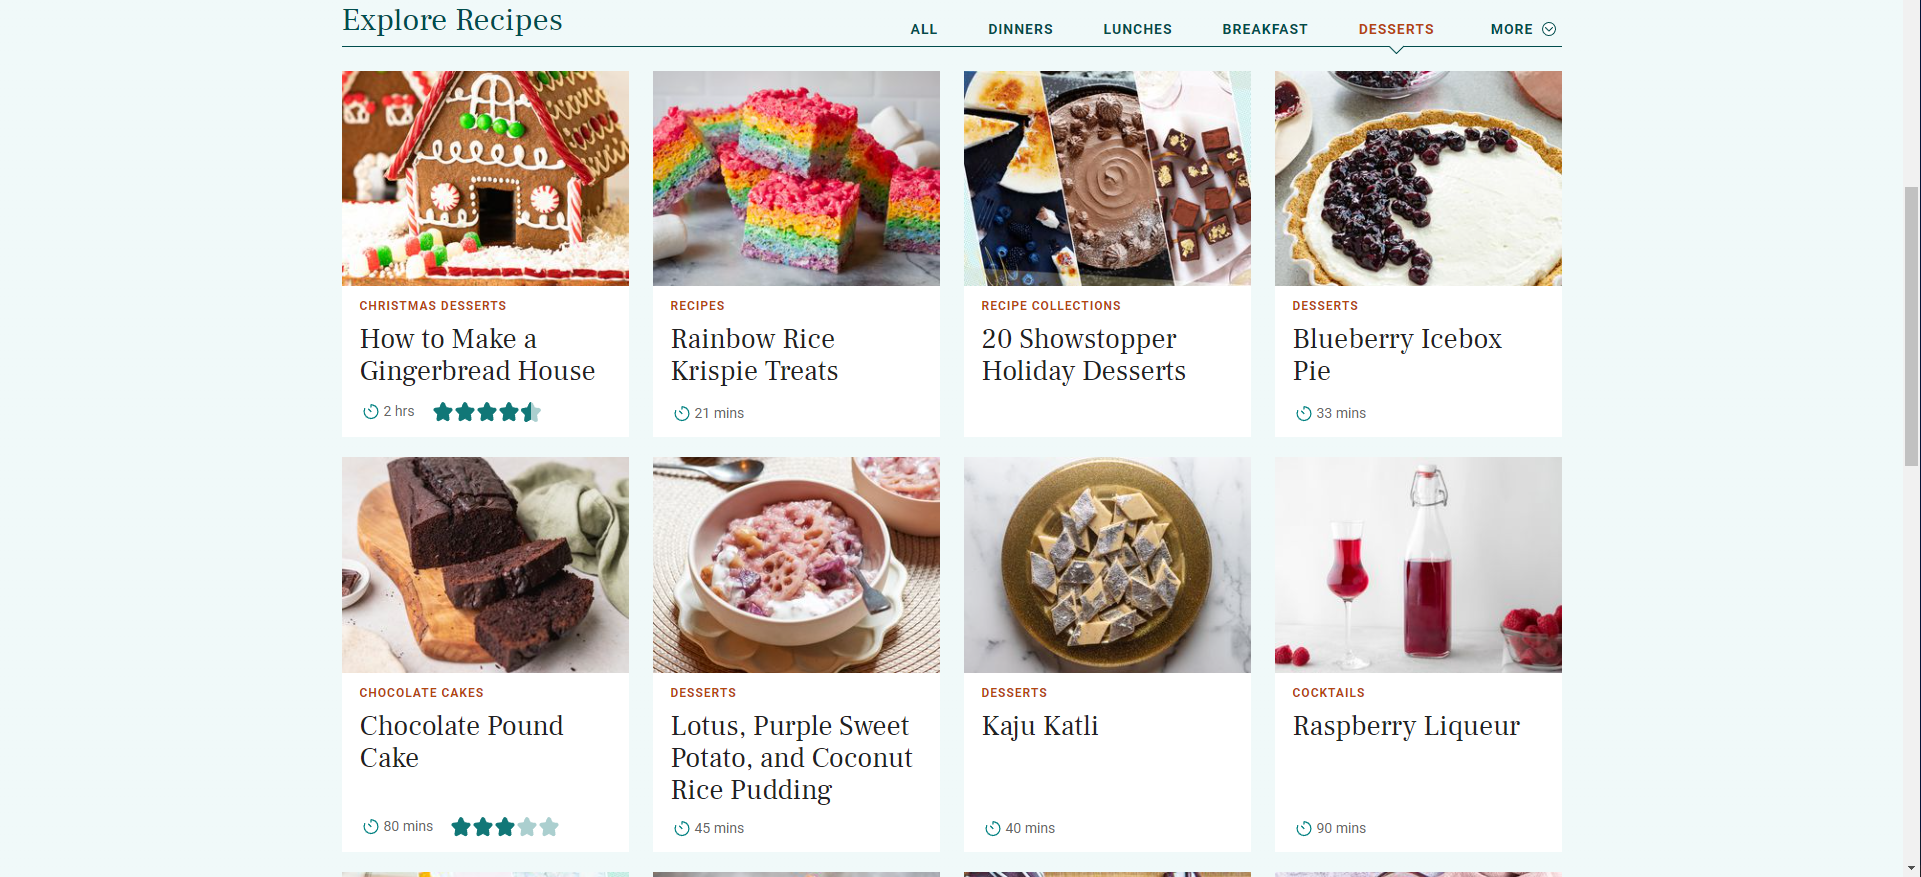 Explore Recipes
ALL DINNERS LUNCHES BREAKFAST DESSERTS MORE
CHRISTMAS DESSERTS
How to Make a
Gingerbread House
2 hrs
RECIPES
Rainbow Rice
Krispie Treats
21 mins
RECIPE COLLECTIONS
20 Showstopper
Holiday Desserts
DESSERTS
Blueberry Icebox
Pie
33 mins
CHOCOLATE CAKES
Chocolate Pound
Cake
80 mins
DESSERTS
Lotus, Purple Sweet
Potato, and Coconut
Rice Pudding
45 mins
DESSERTS
Kaju Katli
40 mins
COCKTAILS
Raspberry Liqueur
90 mins